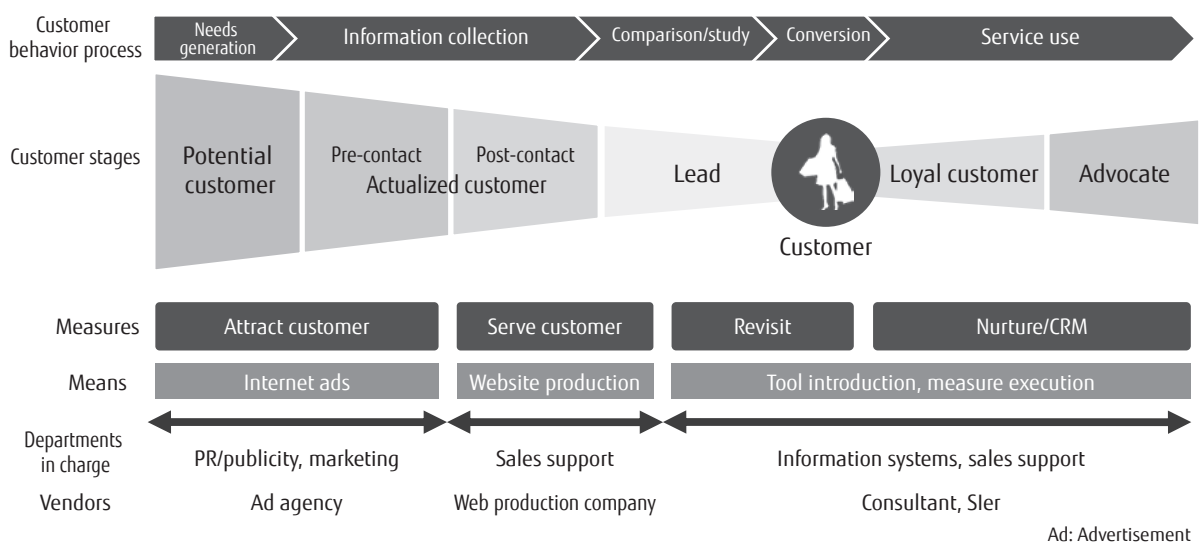 Customer
behavior process
Needs
generation
Information collection
Comparison/study
Conversion
Service use
Customer stages
Potential
customer
Pre-contact
Post-contact
Actualized customer
Lead
Customer
Loyal customer
Advocate
Measures
Attract customer
Serve customer
Revisit
Nurture/CRM
Means
Internet ads
Website production
Tool introduction, measure execution
Departments
in charge
PR/publicity, marketing
Sales support
Information systems, sales support
Vendors
Ad agency
Web production company
Consultant, SIer
Ad: Advertisement